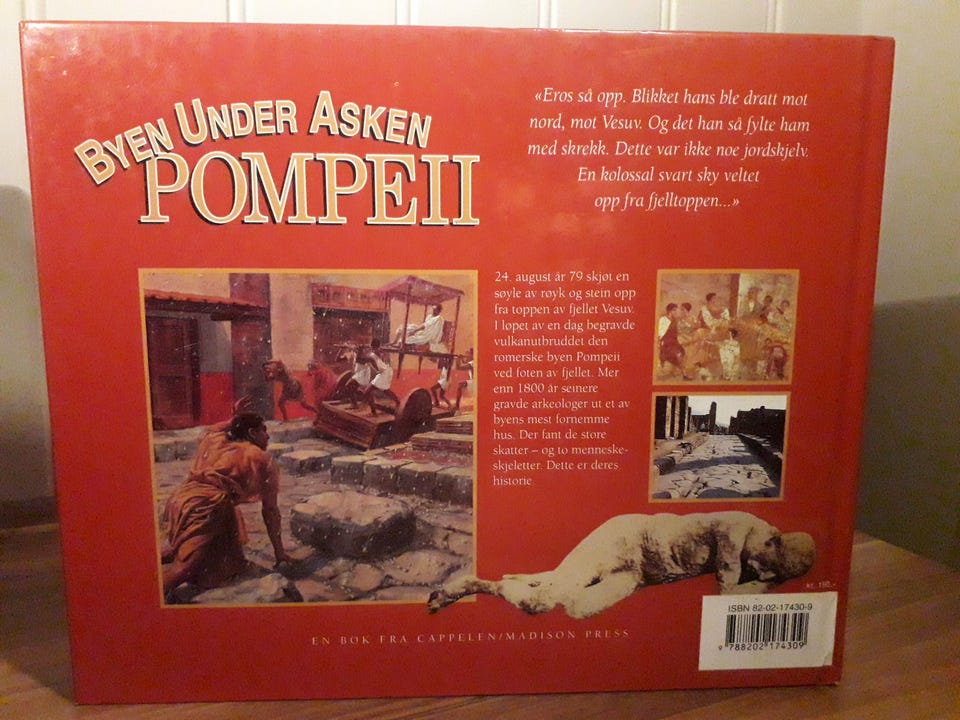 BYEN UNDER ASKEN
POMPEII
«Eros så opp. Blikket hans ble dratt mot
nord, mot Vesuv. Og det han så fylte ham
med skrekk. Dette var ikke noe jordskjelv.
En kolossal svart sky veltet
opp fra fjelltoppen...»
24. august år 79 skjøt en
søyle av røyk og stein opp
fra toppen av fjellet Vesuv.
I løpet av en dag begravde
vulkanutbruddet den
romerske byen Pompeii
ved foten av fjellet. Mer
enn 1800 år seinere
gravde arkeologer ut et av
byens mest fornemme
hus. Der fant de store
skatter – og to menneske-
skjeletter. Dette er deres
historie.
kr. 198,-
EN BOK FRA CAPPELEN/MADISON PRESS
ISBN 82-02-17430-9
9 788202 174309